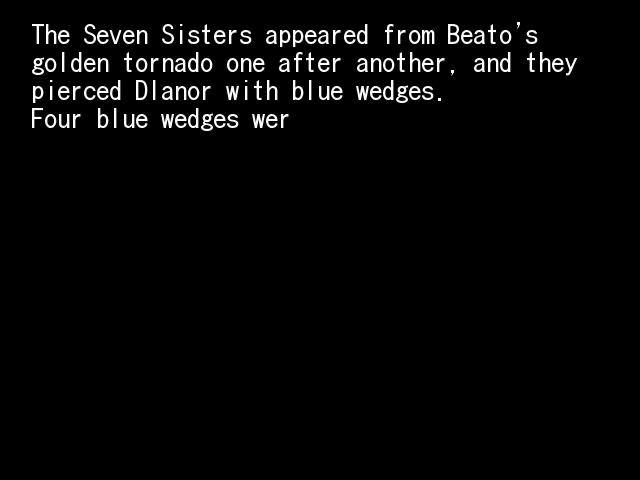 The Seven Sisters appeared from Beato's
golden tornado one after another, and they
pierced Dlanor with blue wedges.
Four blue wedges wer